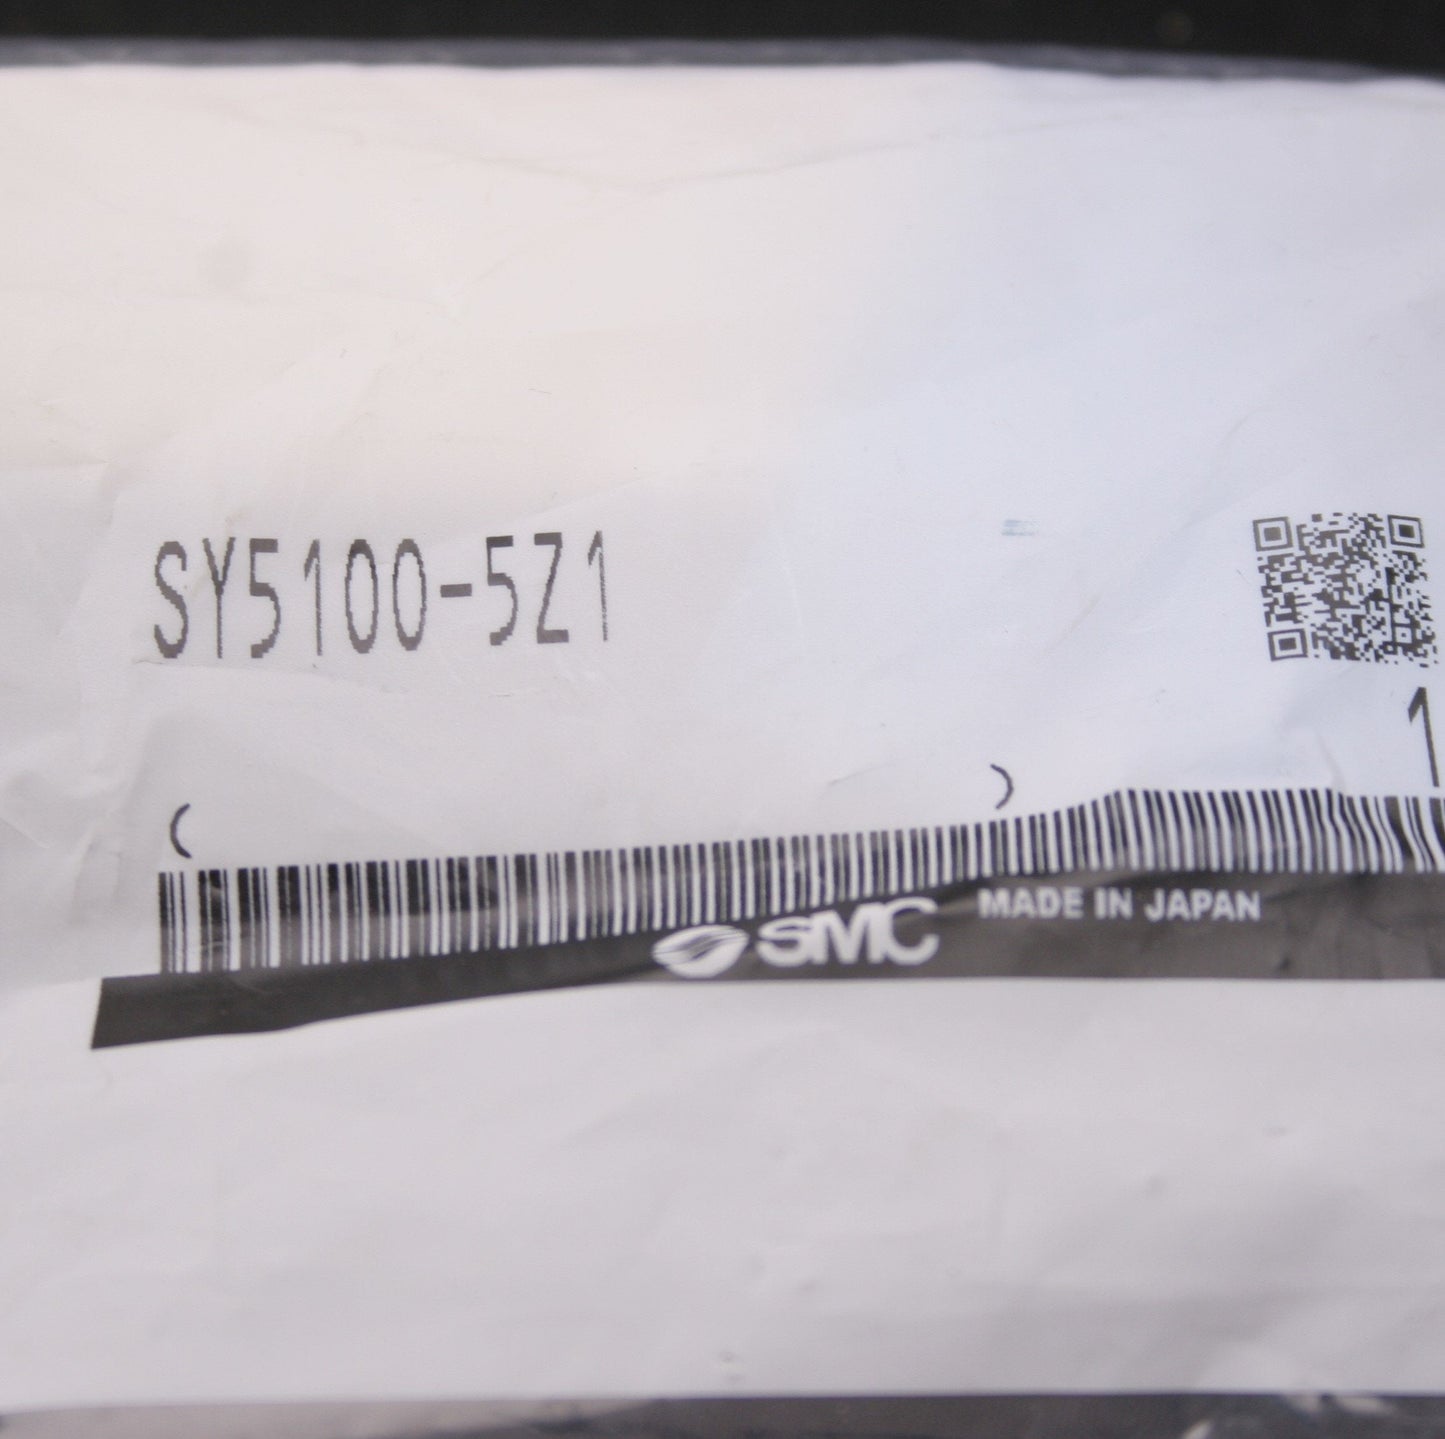 SY5100-5Z1
1
( )
SMC MADE IN JAPAN